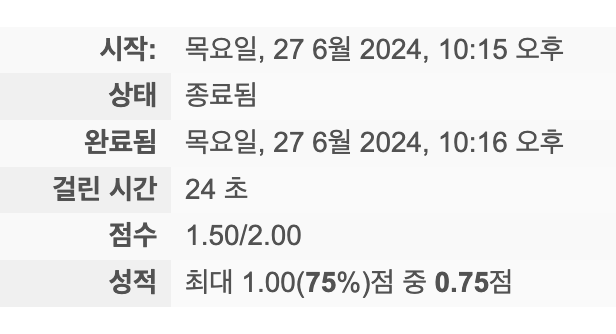 시작: 목요일, 27 6월 2024, 10:15 오후
상태 종료됨
완료됨 목요일, 27 6월 2024, 10:16 오후
걸린 시간 24 초
점수 1.50/2.00
성적 최대 1.00(75%)점 중 0.75점